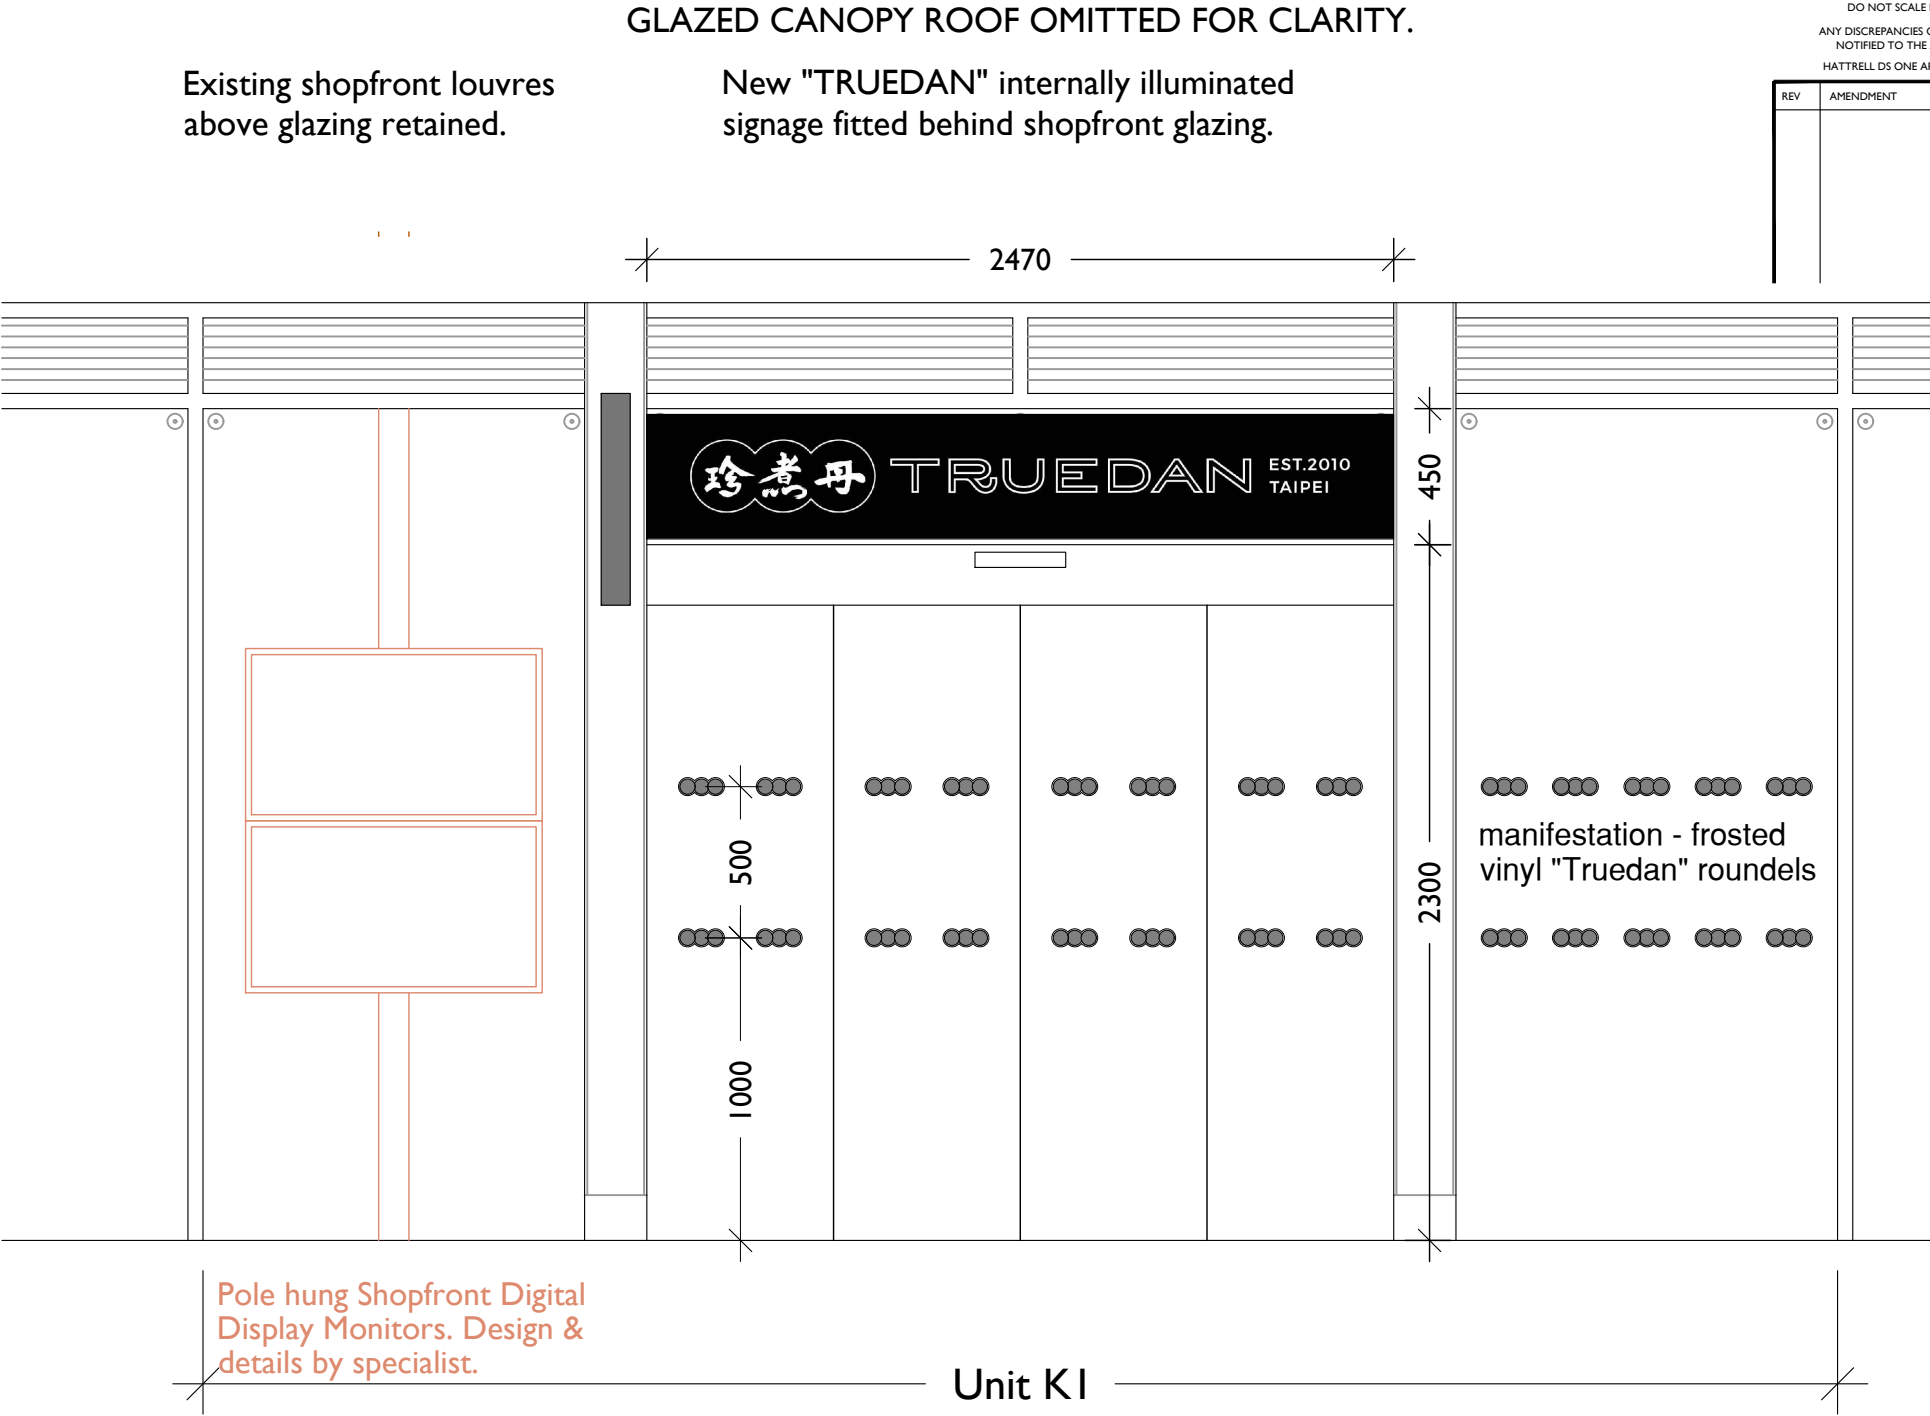 GLAZED CANOPY ROOF OMITTED FOR CLARITY.
DO NOT SCALE
ANY DISCREPANCIES
NOTIFIED TO THE
HATTRELL DS ONE
REV AMENDMENT
Existing shopfront louvres
above glazing retained.
New "TRUEDAN" internally illuminated
signage fitted behind shopfront glazing.
2470
珍煮丹 TRUEDAN EST.2010
TAIPEI
450
500
2300
1000
manifestation - frosted
vinyl "Truedan" roundels
Pole hung Shopfront Digital
Display Monitors. Design &
details by specialist.
Unit K1